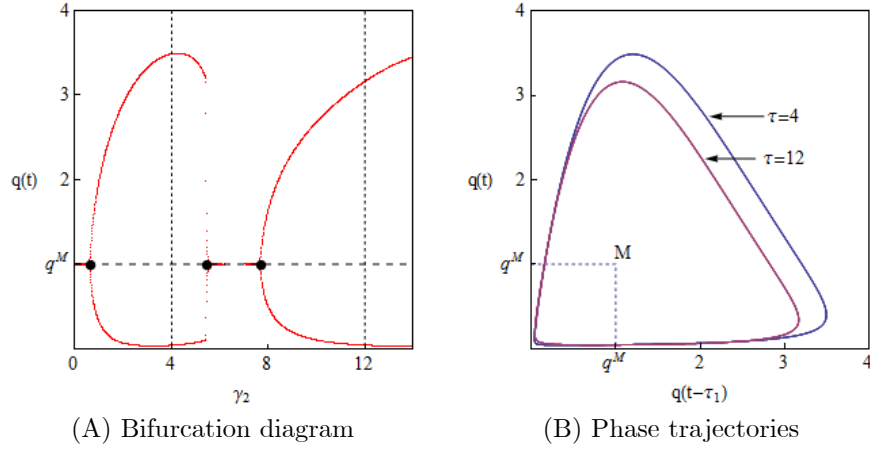 4
3
q(t)
2
q^M
0
4
8
12
γ₂
(A) Bifurcation diagram
4
3
q(t)
2
q^M
τ=4
τ=12
M
q^M
2
3
4
q(t−τ₁)
(B) Phase trajectories